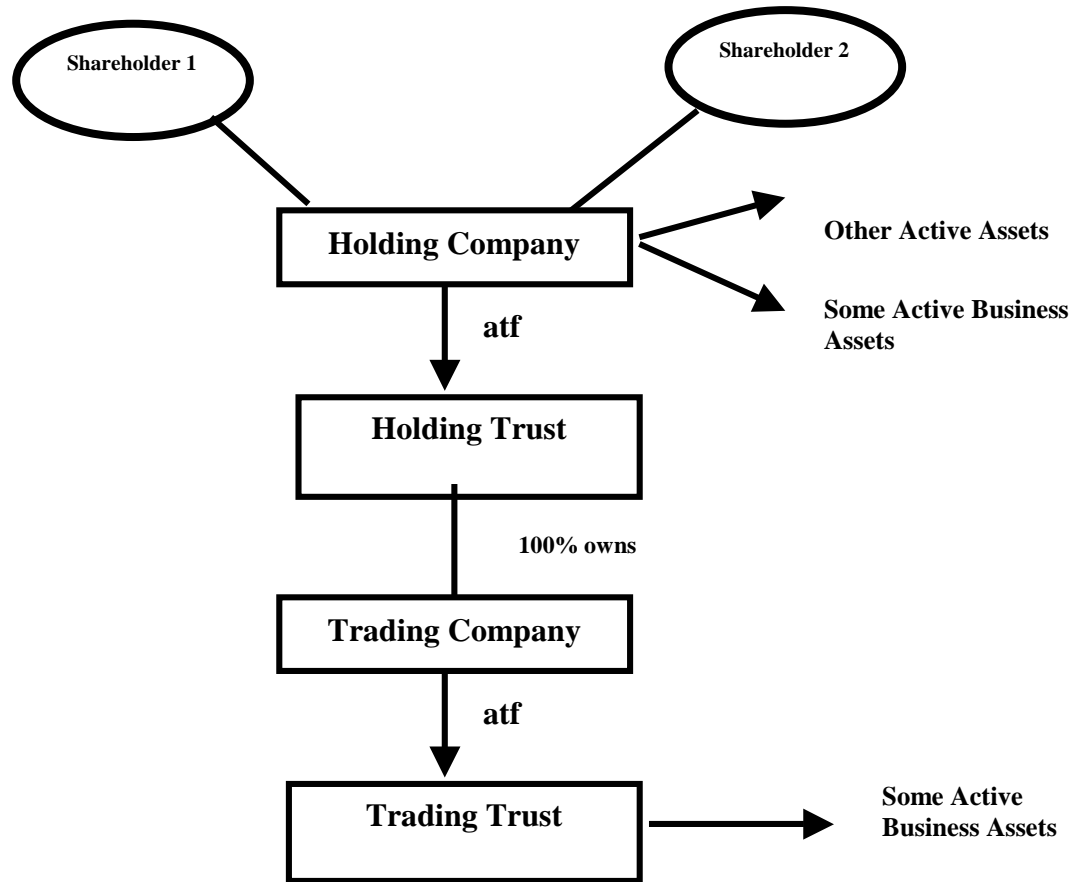 Shareholder 1
Shareholder 2
Holding Company
Other Active Assets
Some Active Business
Assets
atf
Holding Trust
100% owns
Trading Company
atf
Trading Trust
Some Active
Business Assets